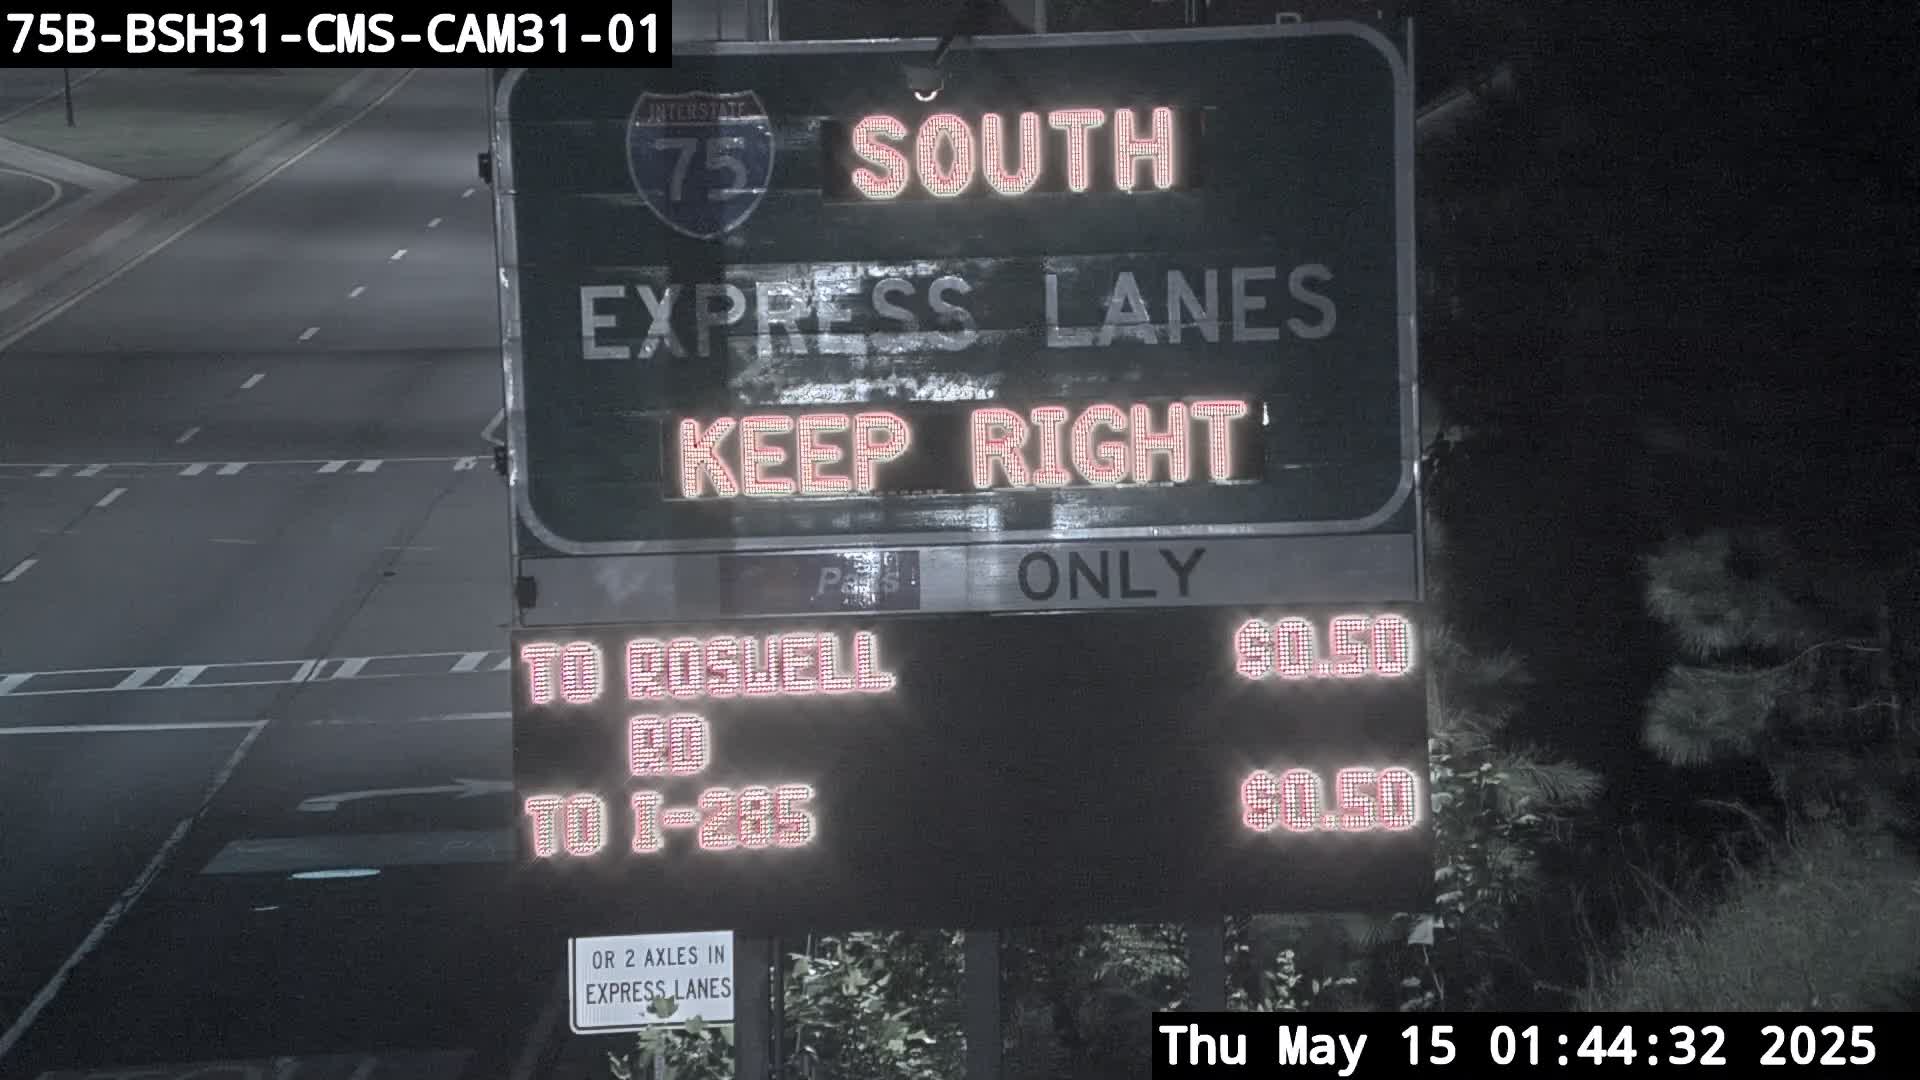 75B-BSH31-CMS-CAM31-01
INTERSTATE
75
SOUTH
EXPRESS LANES
KEEP RIGHT
ONLY
TO ROSWELL $0.50
RD
TO I-285 $0.50
OR 2 AXLES IN
EXPRESS LANES
Thu May 15 01:44:32 2025